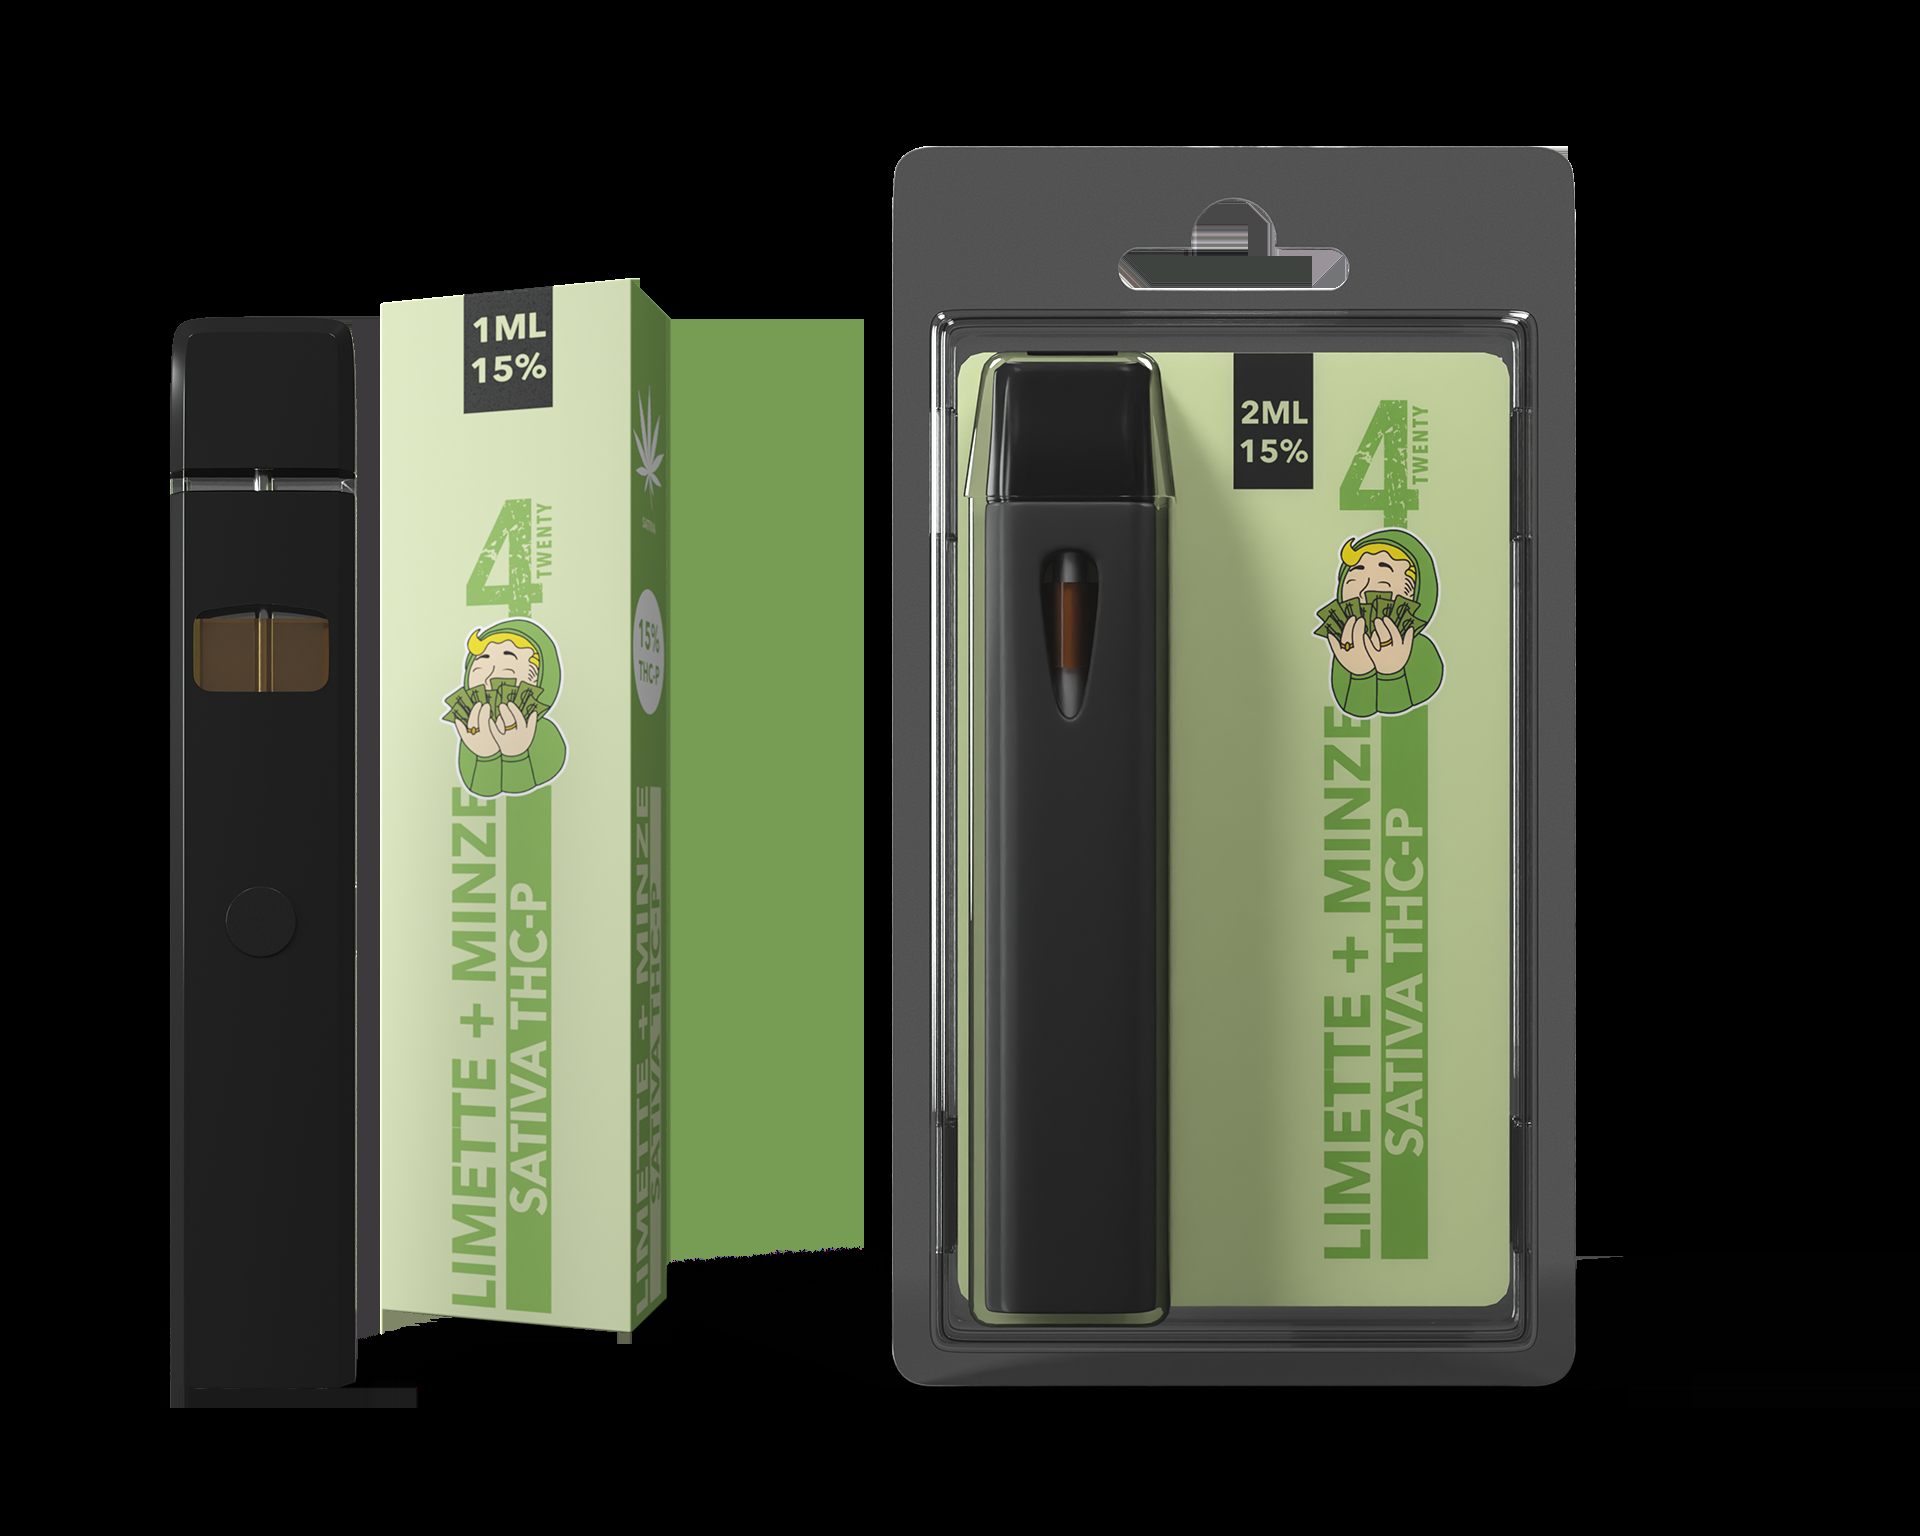 1ML
15%
4
TWENTY
LIMETTE + MINZE
SATIVA THC-P
SATIVA
15%
THC-P
LIMETTE + MINZE
SATIVA THC-P
2ML
15%
4
TWENTY
LIMETTE + MINZE
SATIVA THC-P